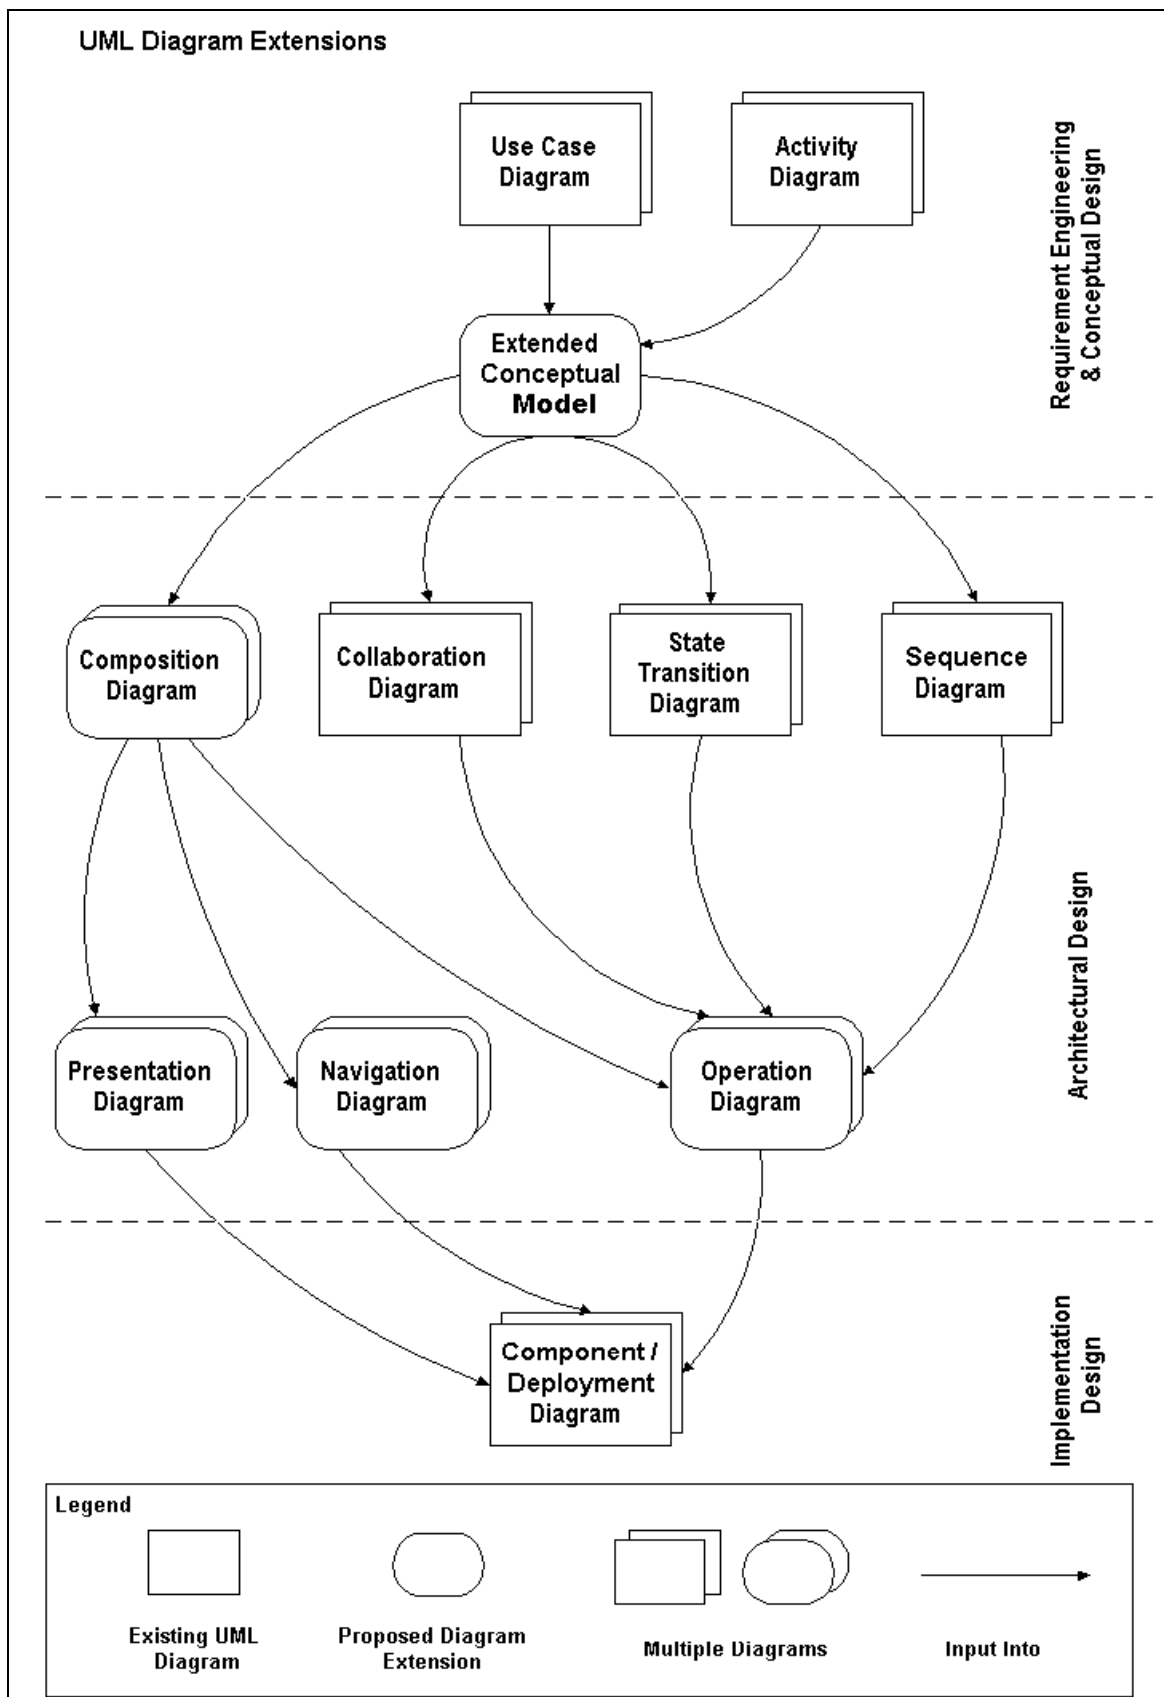 UML Diagram Extensions
Use Case
Diagram
Activity
Diagram
Requirement Engineering
& Conceptual Design
Extended
Conceptual
Model
Composition
Diagram
Collaboration
Diagram
State
Transition
Diagram
Sequence
Diagram
Architectural Design
Presentation
Diagram
Navigation
Diagram
Operation
Diagram
Component /
Deployment
Diagram
Implementation
Design
Legend
Existing UML
Diagram
Proposed Diagram
Extension
Multiple Diagrams
Input Into